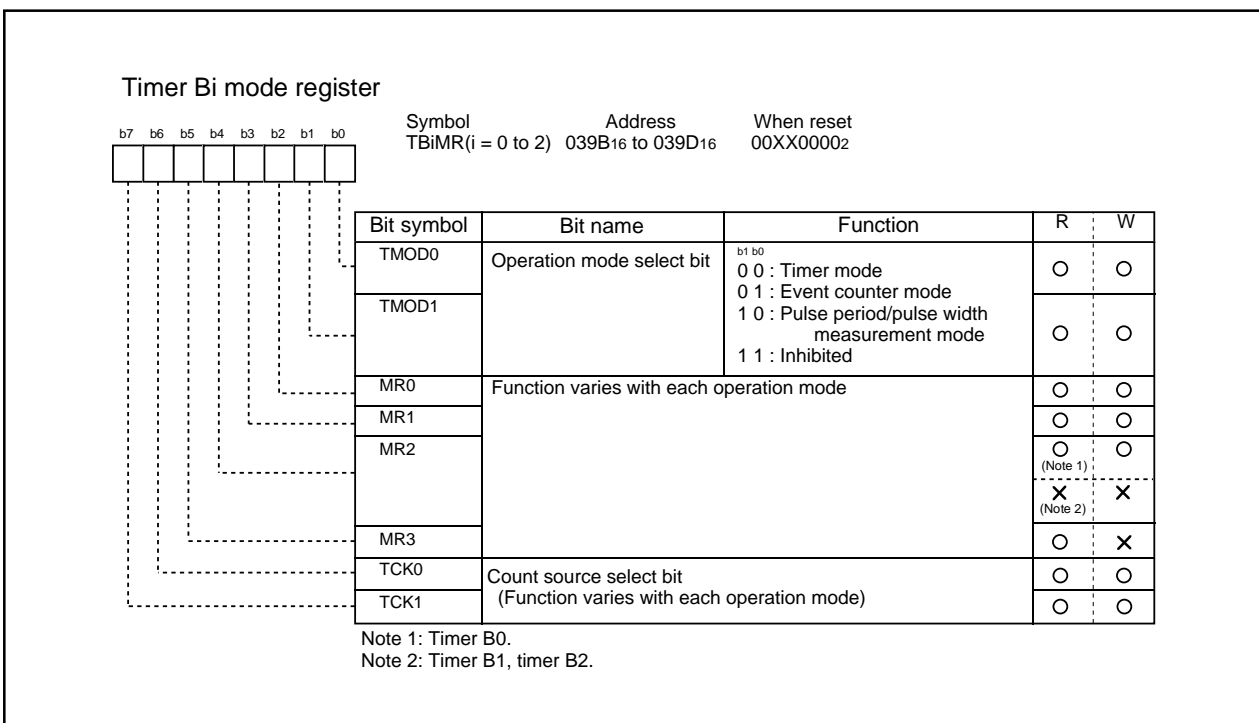 Timer Bi mode register
Symbol Address When reset
b7 b6 b5 b4 b3 b2 b1 b0
TBiMR(i = 0 to 2) 039B16 to 039D16 00XX00002
Bit symbol Bit name Function R W
TMOD0 Operation mode select bit
b1 b0
0 0 : Timer mode
0 1 : Event counter mode
TMOD1
1 0 : Pulse period/pulse width
measurement mode
1 1 : Inhibited
MR0 Function varies with each operation mode
MR1
MR2
(Note 1)
(Note 2)
MR3
TCK0 Count source select bit
TCK1 (Function varies with each operation mode)
Note 1: Timer B0.
Note 2: Timer B1, timer B2.